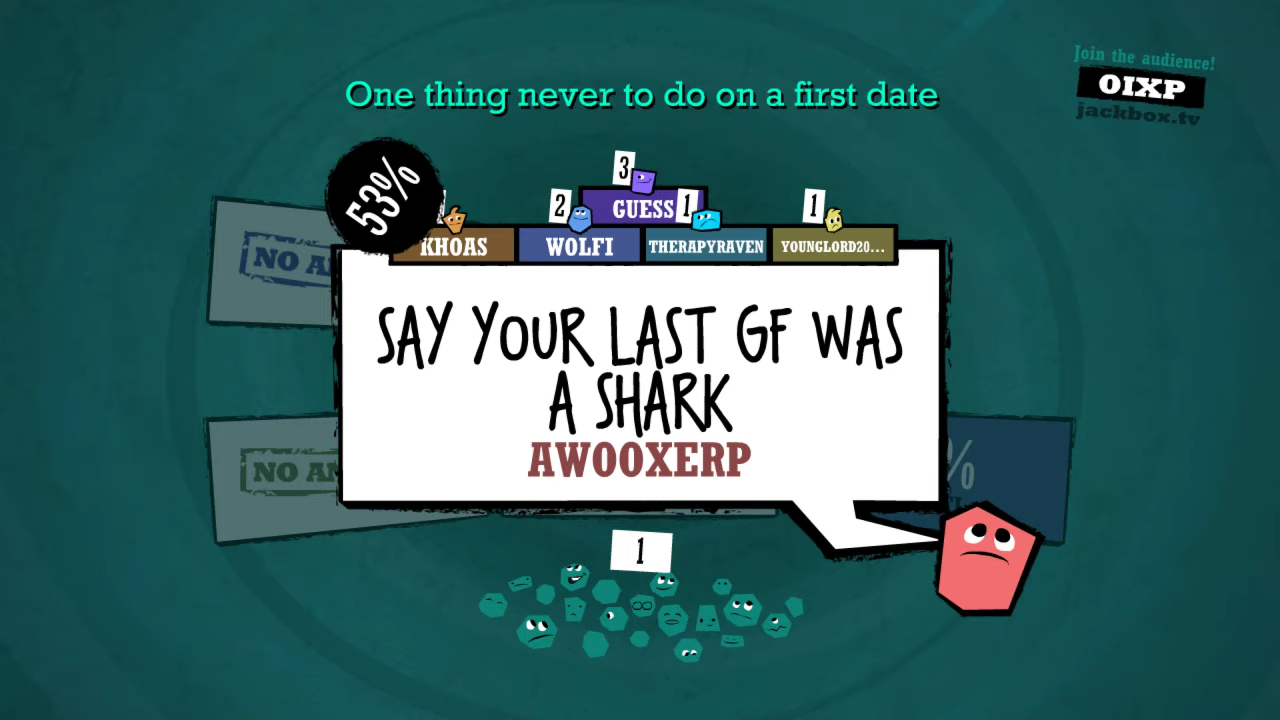 Join the audience!
OIXP
jackbox.tv
One thing never to do on a first date
53%
3
2
1
1
GUESS
KHOAS
WOLFI
THERAPYRAVEN
YOUNGLORD20...
NO
NO
SAY YOUR LAST GF WAS
A SHARK
AWOOXERP
%
1